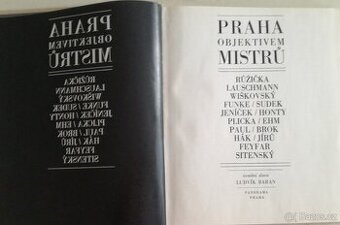 PRAHA
OBJEKTIVEM
MISTRŮ
RŮŽIČKA
LAUSCHMANN
WIŠKOVSKÝ
FUNKE / SUDEK
JENÍČEK / HONTY
PLICKA / EHM
PAUL / BROK
HÁK / JÍRŮ
FEYFAR
SITENSKÝ
PRAHA
OBJEKTIVEM
MISTRŮ
RŮŽIČKA
LAUSCHMANN
WIŠKOVSKÝ
FUNKE / SUDEK
JENÍČEK / HONTY
PLICKA / EHM
PAUL / BROK
HÁK / JÍRŮ
FEYFAR
SITENSKÝ
LUDVÍK BARAN
PANORAMA
PRAHA